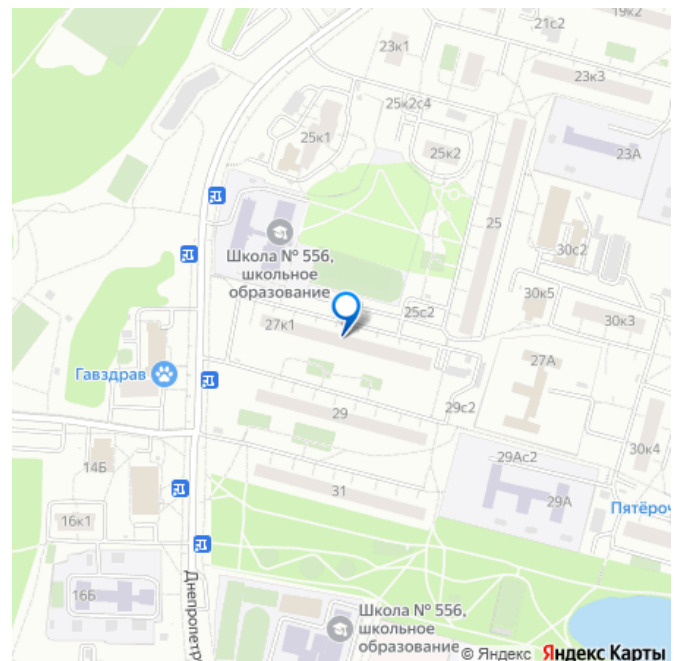 19к2
21с2
23к1
23к3
25к2с4
25к1
25к2
23А
25
Школа № 556,
школьное
образование
30с2
30к5
25с2
30к3
27к1
27А
Гавздрав
29
29с2
30к4
14Б
29Ас2
31
29А
Пятёроч
16к1
16Б
Днепропетр
Школа № 556,
школьное
образование
© Яндекс Яндекс Карты